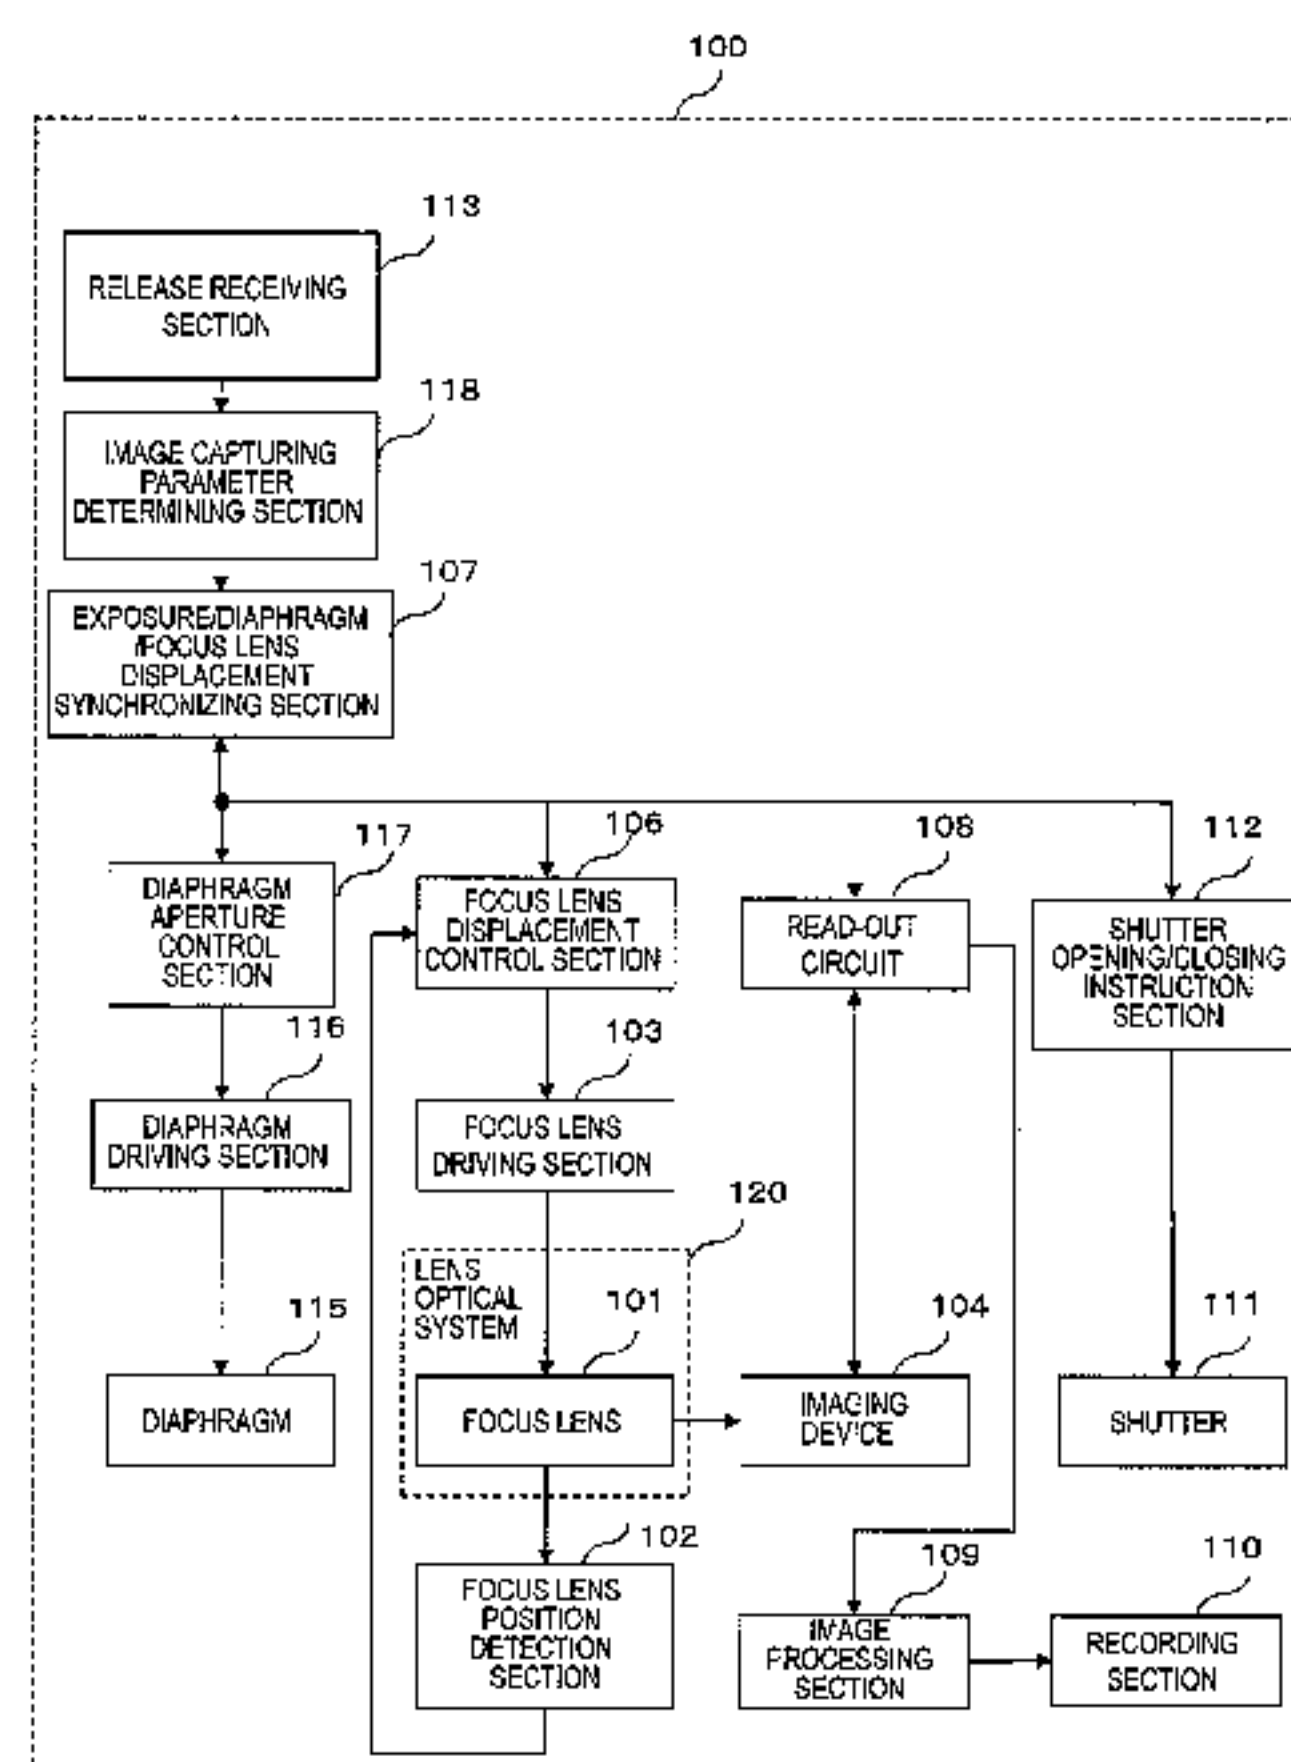 100
113
RELEASE RECEIVING
SECTION
118
IMAGE CAPTURING
PARAMETER
DETERMINING SECTION
107
EXPOSURE/DIAPHRAGM
/FOCUS LENS
DISPLACEMENT
SYNCHRONIZING SECTION
117
DIAPHRAGM
APERTURE
CONTROL
SECTION
106
FOCUS LENS
DISPLACEMENT
CONTROL SECTION
108
READ-OUT
CIRCUIT
112
SHUTTER
OPENING/CLOSING
INSTRUCTION
SECTION
116
DIAPHRAGM
DRIVING SECTION
103
FOCUS LENS
DRIVING SECTION
120
LENS
OPTICAL
SYSTEM
115
DIAPHRAGM
101
FOCUS LENS
104
IMAGING
DEVICE
111
SHUTTER
102
FOCUS LENS
POSITION
DETECTION
SECTION
109
IMAGE
PROCESSING
SECTION
110
RECORDING
SECTION